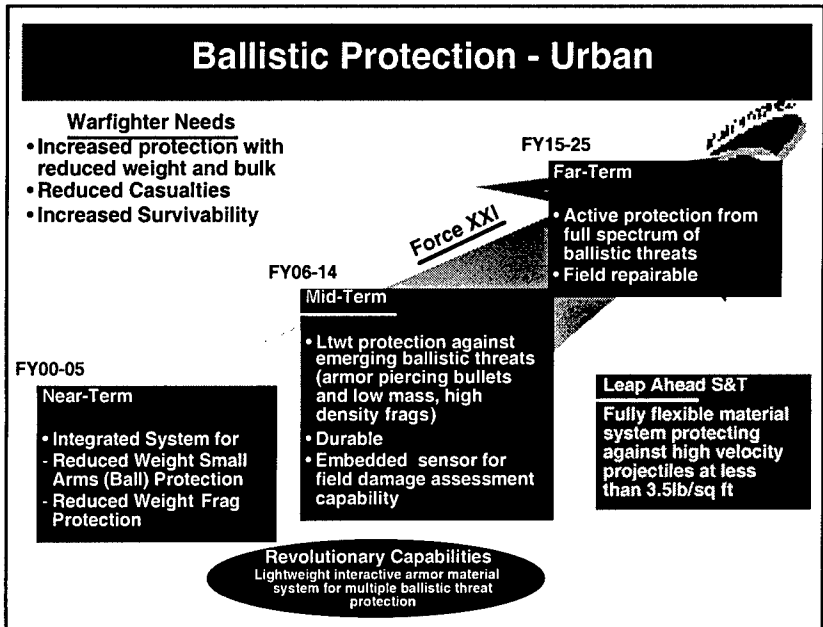 Ballistic Protection - Urban
Warfighter Needs
• Increased protection with
reduced weight and bulk
• Reduced Casualties
• Increased Survivability
Force XXI
FY15-25
Far-Term
• Active protection from
full spectrum of
ballistic threats
• Field repairable
FY06-14
Mid-Term
• Ltwt protection against
emerging ballistic threats
(armor piercing bullets
and low mass, high
density frags)
• Durable
• Embedded sensor for
field damage assessment
capability
FY00-05
Near-Term
• Integrated System for
- Reduced Weight Small
Arms (Ball) Protection
- Reduced Weight Frag
Protection
Leap Ahead S&T
Fully flexible material
system protecting
against high velocity
projectiles at less
than 3.5lb/sq ft
Revolutionary Capabilities
Lightweight interactive armor material
system for multiple ballistic threat
protection